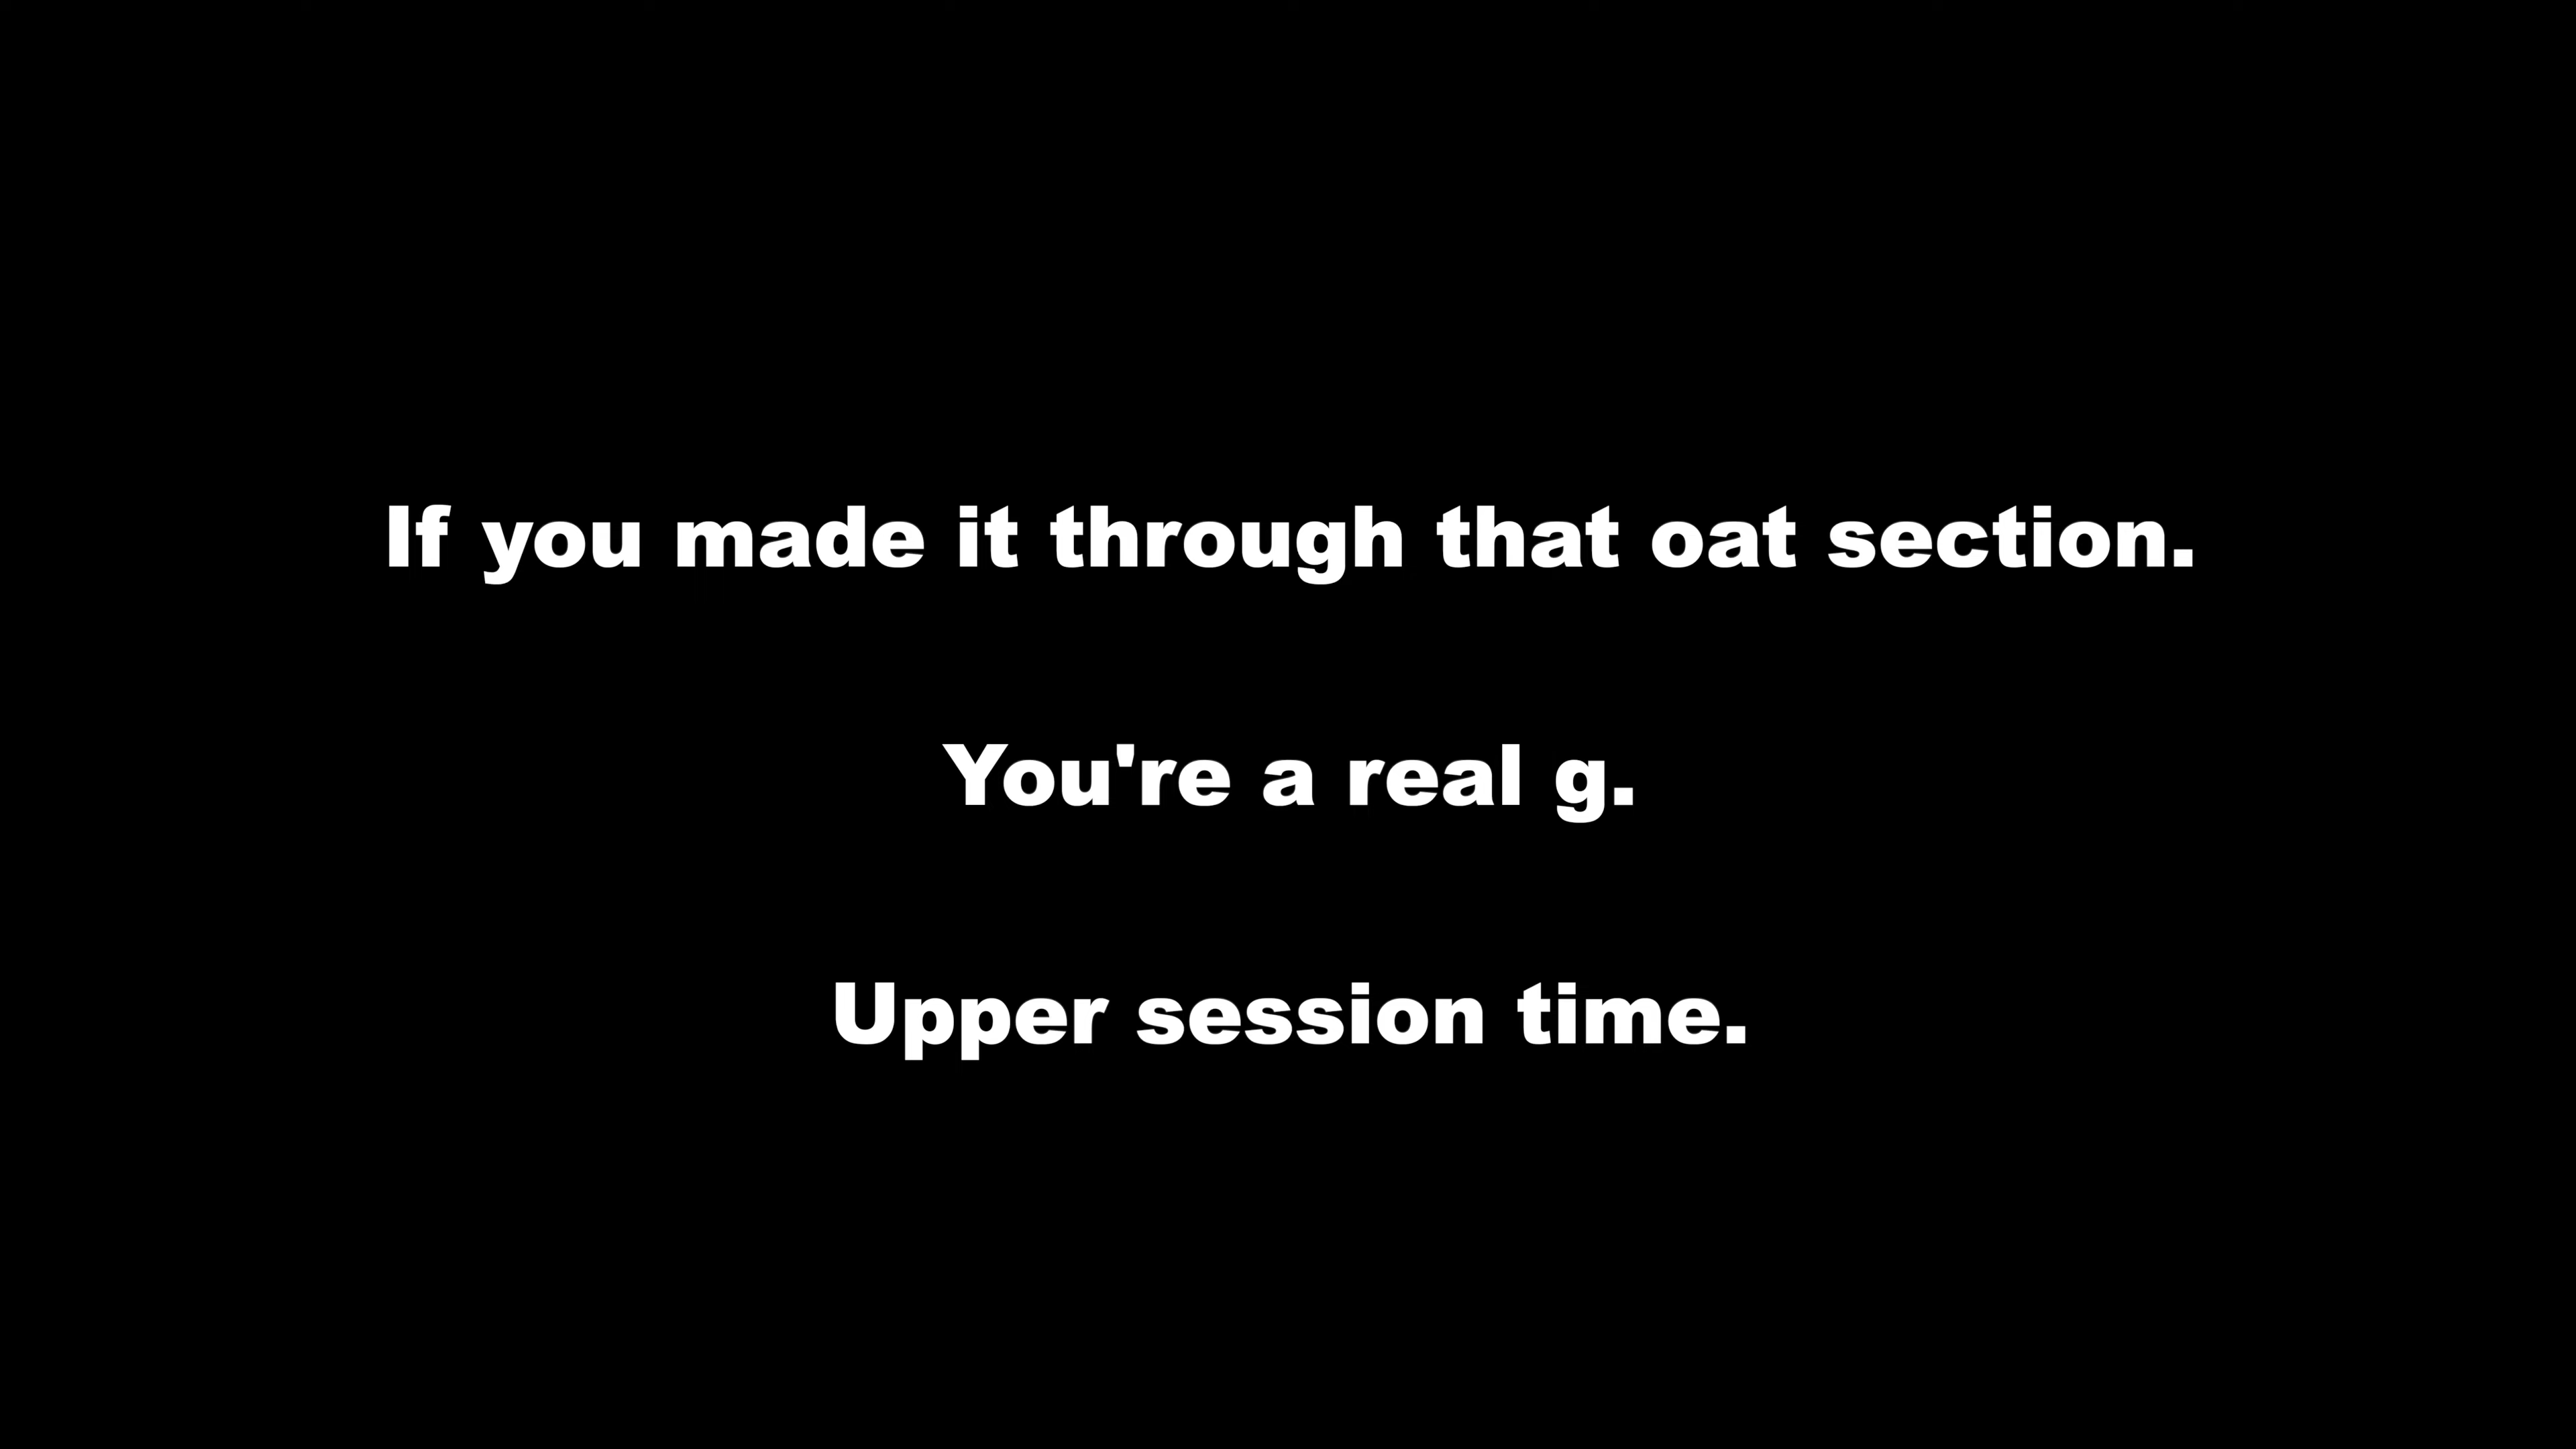 If you made it through that oat section.
You're a real g.
Upper session time.